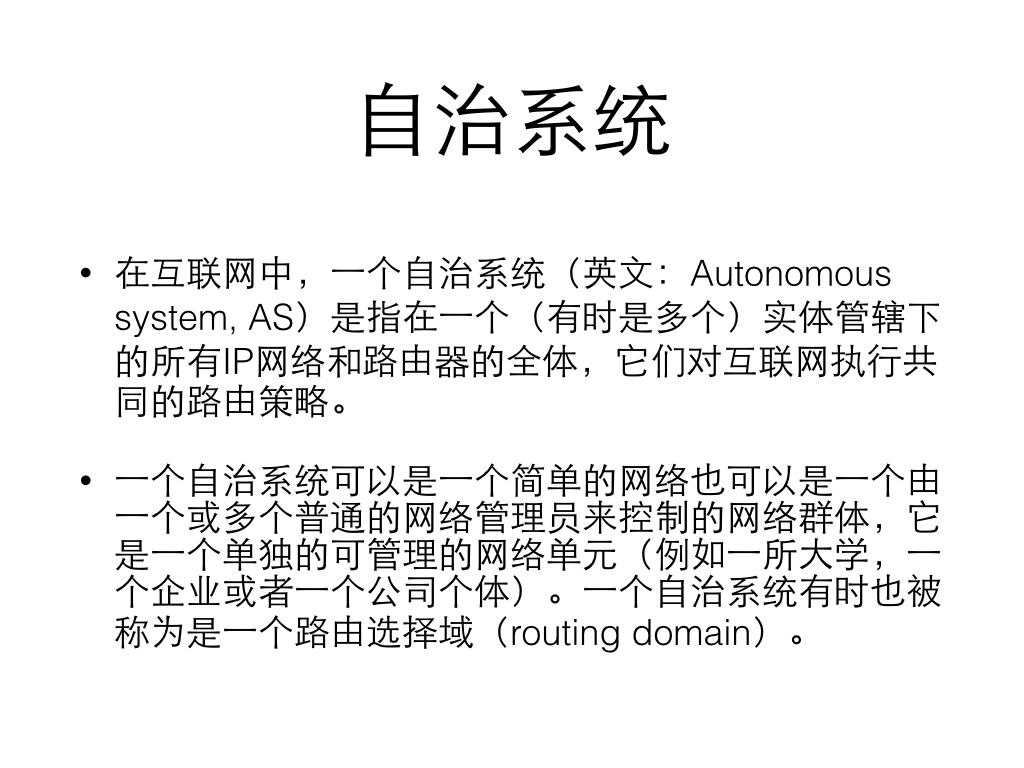 自治系统
• 在互联网中，一个自治系统（英文：Autonomous
system, AS）是指在一个（有时是多个）实体管辖下
的所有IP网络和路由器的全体，它们对互联网执行共
同的路由策略。
• 一个自治系统可以是一个简单的网络也可以是一个由
一个或多个普通的网络管理员来控制的网络群体，它
是一个单独的可管理的网络单元（例如一所大学，一
个企业或者一个公司个体）。一个自治系统有时也被
称为是一个路由选择域（routing domain）。